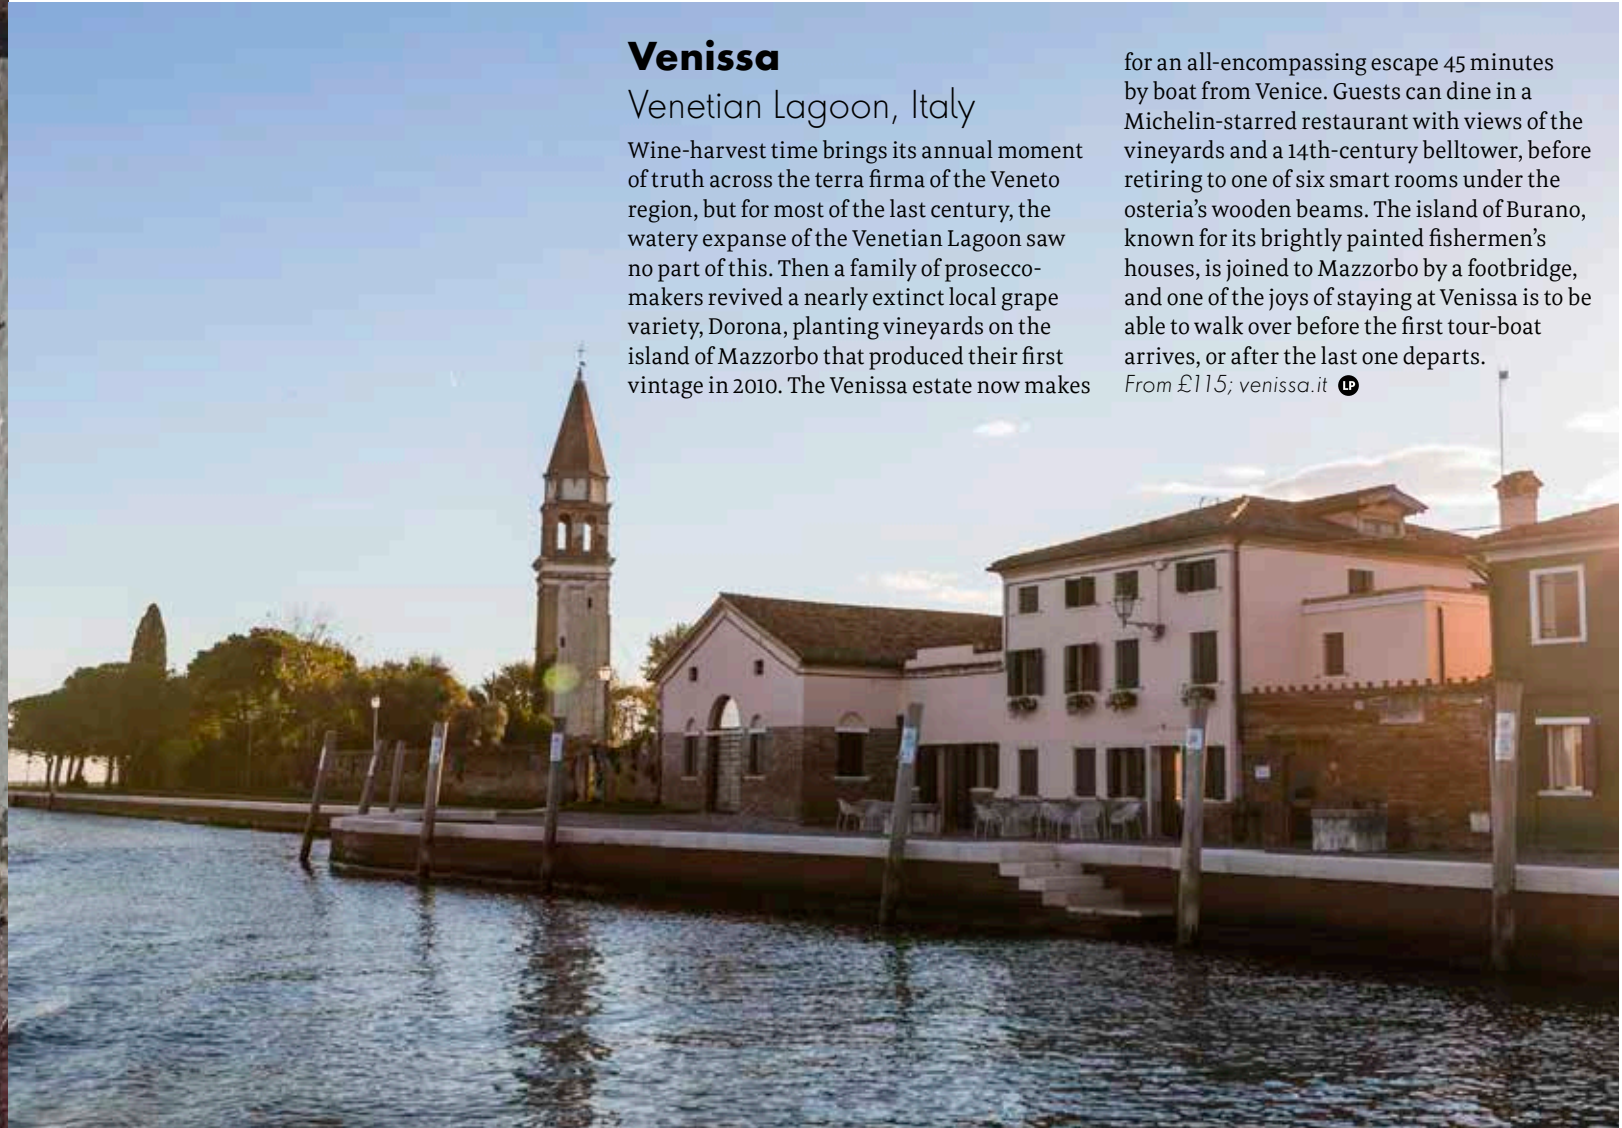 Venissa
Venetian Lagoon, Italy
Wine-harvest time brings its annual moment
of truth across the terra firma of the Veneto
region, but for most of the last century, the
watery expanse of the Venetian Lagoon saw
no part of this. Then a family of prosecco-
makers revived a nearly extinct local grape
variety, Dorona, planting vineyards on the
island of Mazzorbo that produced their first
vintage in 2010. The Venissa estate now makes
for an all-encompassing escape 45 minutes
by boat from Venice. Guests can dine in a
Michelin-starred restaurant with views of the
vineyards and a 14th-century belltower, before
retiring to one of six smart rooms under the
osteria’s wooden beams. The island of Burano,
known for its brightly painted fishermen’s
houses, is joined to Mazzorbo by a footbridge,
and one of the joys of staying at Venissa is to be
able to walk over before the first tour-boat
arrives, or after the last one departs.
From £115; venissa.it LP